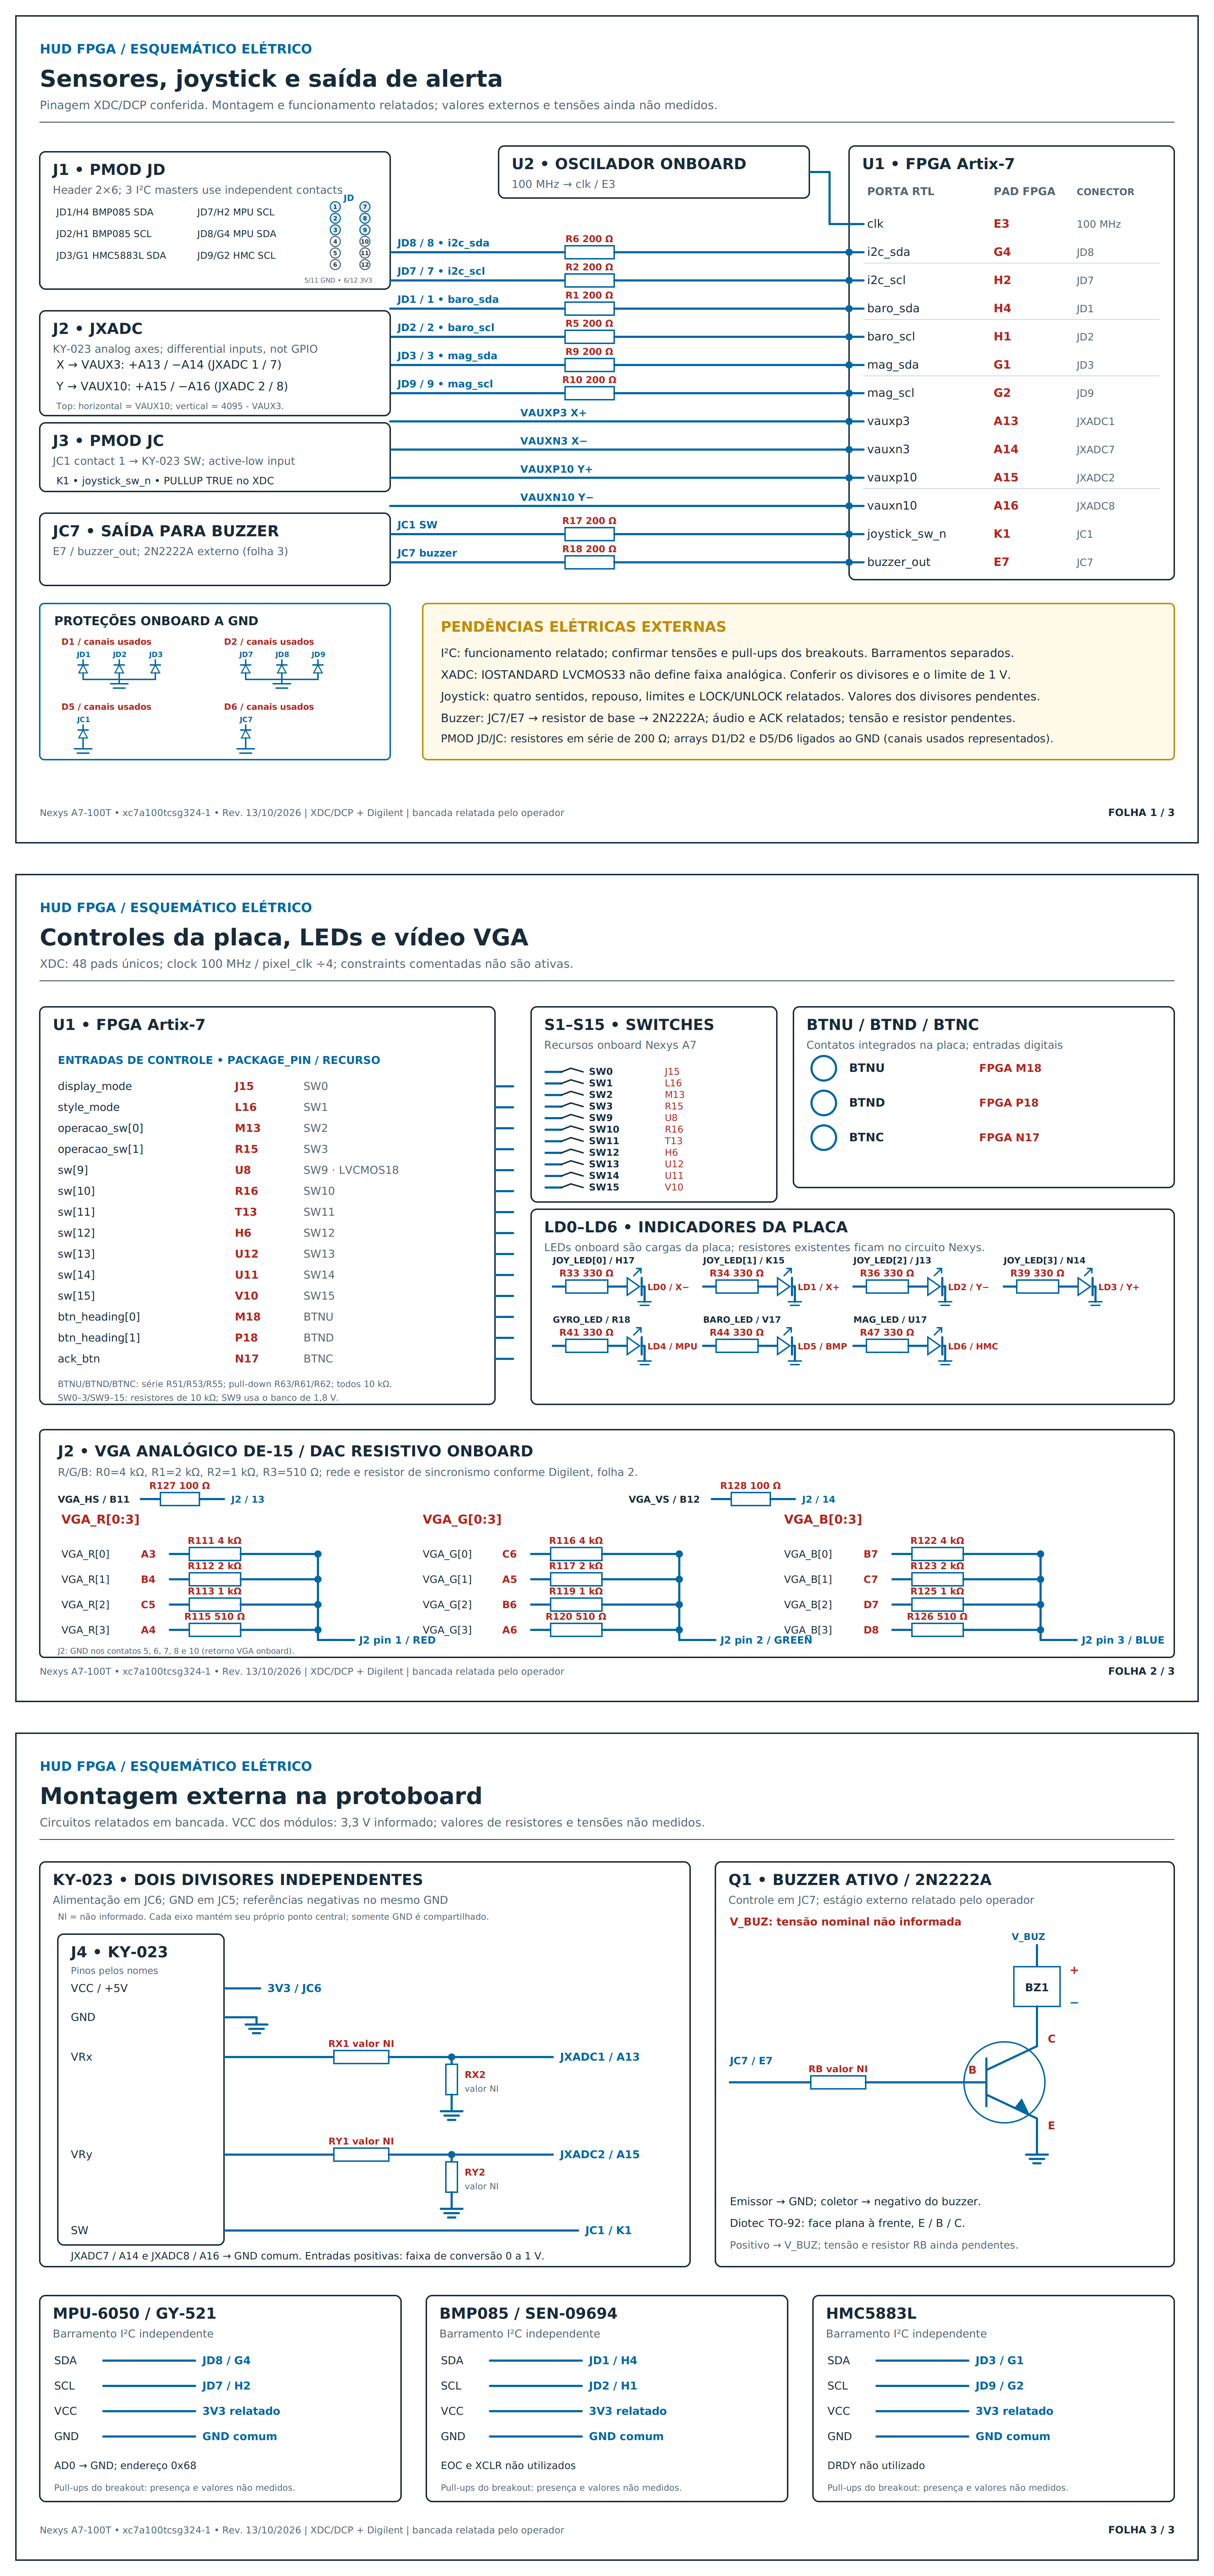 HUD FPGA / ESQUEMÁTICO ELÉTRICO
Sensores, joystick e saída de alerta
Pinagem XDC/DCP conferida. Montagem e funcionamento relatados; valores externos e tensões ainda não medidos.
J1 • PMOD JD
Header 2×6; 3 I²C masters use independent contacts
JD1/H4 BMP085 SDA JD7/H2 MPU SCL
JD2/H1 BMP085 SCL JD8/G4 MPU SDA
JD3/G1 HMC5883L SDA JD9/G2 HMC SCL
JD
1 7
2 8
3 9
4 10
5 11
6 12
5/11 GND • 6/12 3V3
J2 • JXADC
KY-023 analog axes; differential inputs, not GPIO
X → VAUX3: +A13 / −A14 (JXADC 1 / 7)
Y → VAUX10: +A15 / −A16 (JXADC 2 / 8)
Top: horizontal = VAUX10; vertical = 4095 - VAUX3.
J3 • PMOD JC
JC1 contact 1 → KY-023 SW; active-low input
K1 • joystick_sw_n • PULLUP TRUE no XDC
JC7 • SAÍDA PARA BUZZER
E7 / buzzer_out; 2N2222A externo (folha 3)
U2 • OSCILADOR ONBOARD
100 MHz → clk / E3
JD8 / 8 • i2c_sda R6 200 Ω
JD7 / 7 • i2c_scl R2 200 Ω
JD1 / 1 • baro_sda R1 200 Ω
JD2 / 2 • baro_scl R5 200 Ω
JD3 / 3 • mag_sda R9 200 Ω
JD9 / 9 • mag_scl R10 200 Ω
VAUXP3 X+
VAUXN3 X−
VAUXP10 Y+
VAUXN10 Y−
JC1 SW R17 200 Ω
JC7 buzzer R18 200 Ω
U1 • FPGA Artix-7
PORTA RTL PAD FPGA CONECTOR
clk E3 100 MHz
i2c_sda G4 JD8
i2c_scl H2 JD7
baro_sda H4 JD1
baro_scl H1 JD2
mag_sda G1 JD3
mag_scl G2 JD9
vauxp3 A13 JXADC1
vauxn3 A14 JXADC7
vauxp10 A15 JXADC2
vauxn10 A16 JXADC8
joystick_sw_n K1 JC1
buzzer_out E7 JC7
PROTEÇÕES ONBOARD A GND
D1 / canais usados D2 / canais usados
JD1 JD2 JD3 JD7 JD8 JD9
D5 / canais usados D6 / canais usados
JC1 JC7
PENDÊNCIAS ELÉTRICAS EXTERNAS
I²C: funcionamento relatado; confirmar tensões e pull-ups dos breakouts. Barramentos separados.
XADC: IOSTANDARD LVCMOS33 não define faixa analógica. Conferir os divisores e o limite de 1 V.
Joystick: quatro sentidos, repouso, limites e LOCK/UNLOCK relatados. Valores dos divisores pendentes.
Buzzer: JC7/E7 → resistor de base → 2N2222A; áudio e ACK relatados; tensão e resistor pendentes.
PMOD JD/JC: resistores em série de 200 Ω; arrays D1/D2 e D5/D6 ligados ao GND (canais usados representados).
Nexys A7-100T • xc7a100tcsg324-1 • Rev. 13/10/2026 | XDC/DCP + Digilent | bancada relatada pelo operador
FOLHA 1 / 3
HUD FPGA / ESQUEMÁTICO ELÉTRICO
Controles da placa, LEDs e vídeo VGA
XDC: 48 pads únicos; clock 100 MHz / pixel_clk ÷4; constraints comentadas não são ativas.
U1 • FPGA Artix-7
ENTRADAS DE CONTROLE • PACKAGE_PIN / RECURSO
display_mode J15 SW0
style_mode L16 SW1
operacao_sw[0] M13 SW2
operacao_sw[1] R15 SW3
sw[9] U8 SW9 · LVCMOS18
sw[10] R16 SW10
sw[11] T13 SW11
sw[12] H6 SW12
sw[13] U12 SW13
sw[14] U11 SW14
sw[15] V10 SW15
btn_heading[0] M18 BTNU
btn_heading[1] P18 BTND
ack_btn N17 BTNC
BTNU/BTND/BTNC: série R51/R53/R55; pull-down R63/R61/R62; todos 10 kΩ.
SW0–3/SW9–15: resistores de 10 kΩ; SW9 usa o banco de 1,8 V.
S1–S15 • SWITCHES
Recursos onboard Nexys A7
SW0 J15
SW1 L16
SW2 M13
SW3 R15
SW9 U8
SW10 R16
SW11 T13
SW12 H6
SW13 U12
SW14 U11
SW15 V10
BTNU / BTND / BTNC
Contatos integrados na placa; entradas digitais
BTNU FPGA M18
BTND FPGA P18
BTNC FPGA N17
LD0–LD6 • INDICADORES DA PLACA
LEDs onboard são cargas da placa; resistores existentes ficam no circuito Nexys.
JOY_LED[0] / H17 JOY_LED[1] / K15 JOY_LED[2] / J13 JOY_LED[3] / N14
R33 330 Ω R34 330 Ω R36 330 Ω R39 330 Ω
LD0 / X− LD1 / X+ LD2 / Y− LD3 / Y+
GYRO_LED / R18 BARO_LED / V17 MAG_LED / U17
R41 330 Ω R44 330 Ω R47 330 Ω
LD4 / MPU LD5 / BMP LD6 / HMC
J2 • VGA ANALÓGICO DE-15 / DAC RESISTIVO ONBOARD
R/G/B: R0=4 kΩ, R1=2 kΩ, R2=1 kΩ, R3=510 Ω; rede e resistor de sincronismo conforme Digilent, folha 2.
R127 100 Ω R128 100 Ω
VGA_HS / B11 J2 / 13 VGA_VS / B12 J2 / 14
VGA_R[0:3] VGA_G[0:3] VGA_B[0:3]
R111 4 kΩ R116 4 kΩ R122 4 kΩ
VGA_R[0] A3 VGA_G[0] C6 VGA_B[0] B7
R112 2 kΩ R117 2 kΩ R123 2 kΩ
VGA_R[1] B4 VGA_G[1] A5 VGA_B[1] C7
R113 1 kΩ R119 1 kΩ R125 1 kΩ
VGA_R[2] C5 VGA_G[2] B6 VGA_B[2] D7
R115 510 Ω R120 510 Ω R126 510 Ω
VGA_R[3] A4 VGA_G[3] A6 VGA_B[3] D8
J2 pin 1 / RED J2 pin 2 / GREEN J2 pin 3 / BLUE
J2: GND nos contatos 5, 6, 7, 8 e 10 (retorno VGA onboard).
Nexys A7-100T • xc7a100tcsg324-1 • Rev. 13/10/2026 | XDC/DCP + Digilent | bancada relatada pelo operador
FOLHA 2 / 3
HUD FPGA / ESQUEMÁTICO ELÉTRICO
Montagem externa na protoboard
Circuitos relatados em bancada. VCC dos módulos: 3,3 V informado; valores de resistores e tensões não medidos.
KY-023 • DOIS DIVISORES INDEPENDENTES
Alimentação em JC6; GND em JC5; referências negativas no mesmo GND
NI = não informado. Cada eixo mantém seu próprio ponto central; somente GND é compartilhado.
J4 • KY-023
Pinos pelos nomes
VCC / +5V 3V3 / JC6
GND
RX1 valor NI
VRx JXADC1 / A13
RX2
valor NI
RY1 valor NI
VRy JXADC2 / A15
RY2
valor NI
SW JC1 / K1
JXADC7 / A14 e JXADC8 / A16 → GND comum. Entradas positivas: faixa de conversão 0 a 1 V.
Q1 • BUZZER ATIVO / 2N2222A
Controle em JC7; estágio externo relatado pelo operador
V_BUZ: tensão nominal não informada
V_BUZ
+
BZ1
−
C
JC7 / E7
RB valor NI
B
E
Emissor → GND; coletor → negativo do buzzer.
Diotec TO-92: face plana à frente, E / B / C.
Positivo → V_BUZ; tensão e resistor RB ainda pendentes.
MPU-6050 / GY-521
Barramento I²C independente
SDA JD8 / G4
SCL JD7 / H2
VCC 3V3 relatado
GND GND comum
AD0 → GND; endereço 0x68
Pull-ups do breakout: presença e valores não medidos.
BMP085 / SEN-09694
Barramento I²C independente
SDA JD1 / H4
SCL JD2 / H1
VCC 3V3 relatado
GND GND comum
EOC e XCLR não utilizados
Pull-ups do breakout: presença e valores não medidos.
HMC5883L
Barramento I²C independente
SDA JD3 / G1
SCL JD9 / G2
VCC 3V3 relatado
GND GND comum
DRDY não utilizado
Pull-ups do breakout: presença e valores não medidos.
Nexys A7-100T • xc7a100tcsg324-1 • Rev. 13/10/2026 | XDC/DCP + Digilent | bancada relatada pelo operador
FOLHA 3 / 3